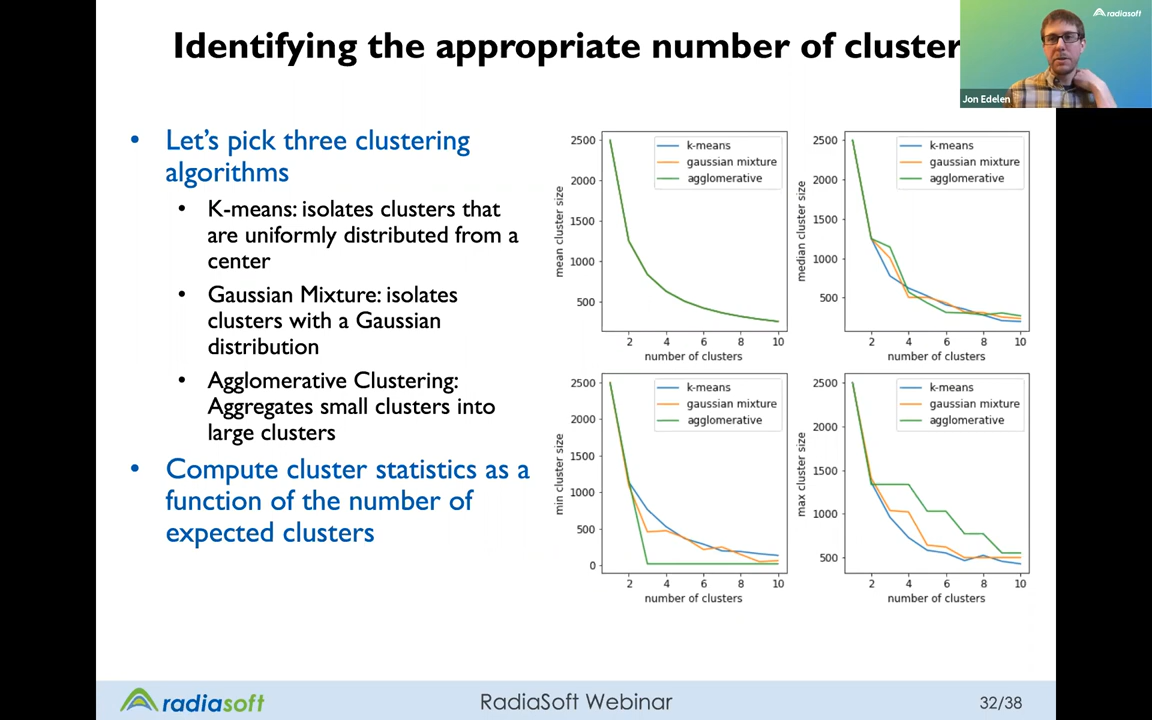 Identifying the appropriate number of cluster
radiasoft
Jon Edelen
• Let's pick three clustering
algorithms
• K-means: isolates clusters that
are uniformly distributed from a
center
• Gaussian Mixture: isolates
clusters with a Gaussian
distribution
• Agglomerative Clustering:
Aggregates small clusters into
large clusters
• Compute cluster statistics as a
function of the number of
expected clusters
mean cluster size
2500
2000
1500
1000
500
k-means
gaussian mixture
agglomerative
2 4 6 8 10
number of clusters
median cluster size
2500
2000
1500
1000
500
k-means
gaussian mixture
agglomerative
2 4 6 8 10
number of clusters
min cluster size
2500
2000
1500
1000
500
0
k-means
gaussian mixture
agglomerative
2 4 6 8 10
number of clusters
max cluster size
2500
2000
1500
1000
500
k-means
gaussian mixture
agglomerative
2 4 6 8 10
number of clusters
radiasoft
RadiaSoft Webinar
32/38